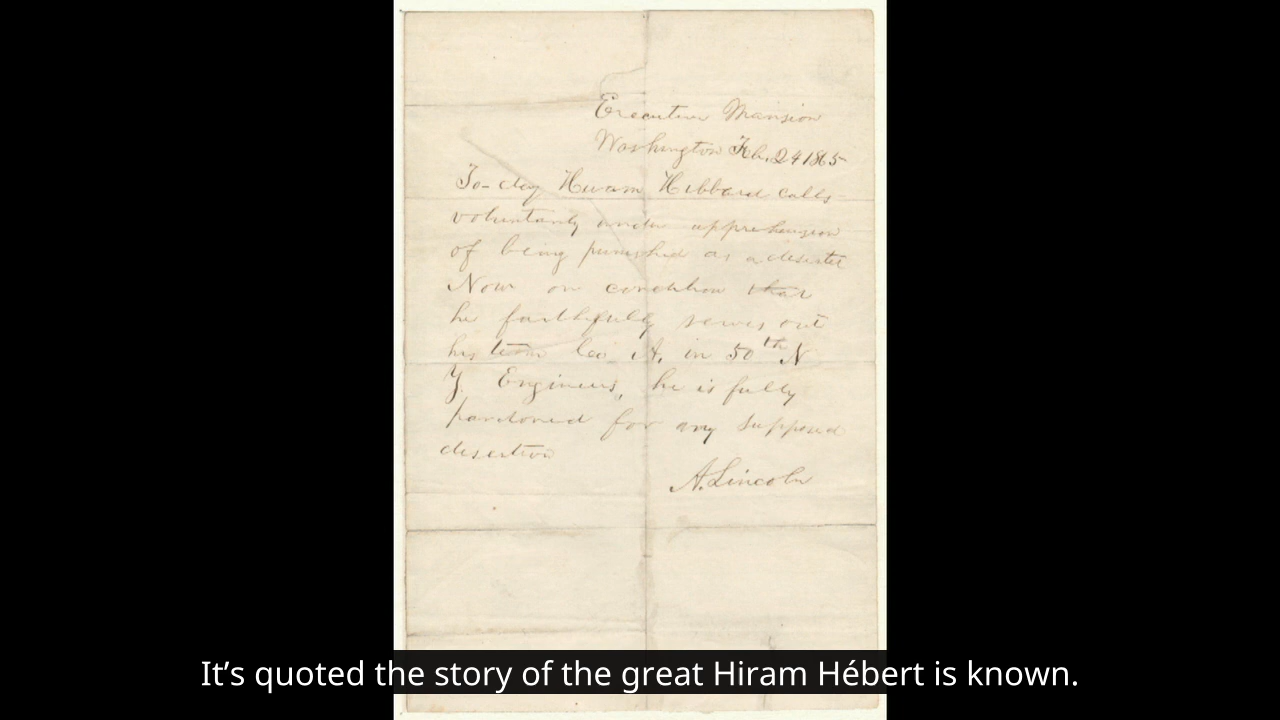 Executive Mansion
Washington Feb. 24 1865
To-day Hiram Hibbard calls
voluntarily under apprehension
of being punished as a deserter
Now on condition that
he faithfully serves out
his term Co. A. in 50th N
Y. Engineers, he is fully
pardoned for any supposed
desertion
A. Lincoln
It’s quoted the story of the great Hiram Hébert is known.